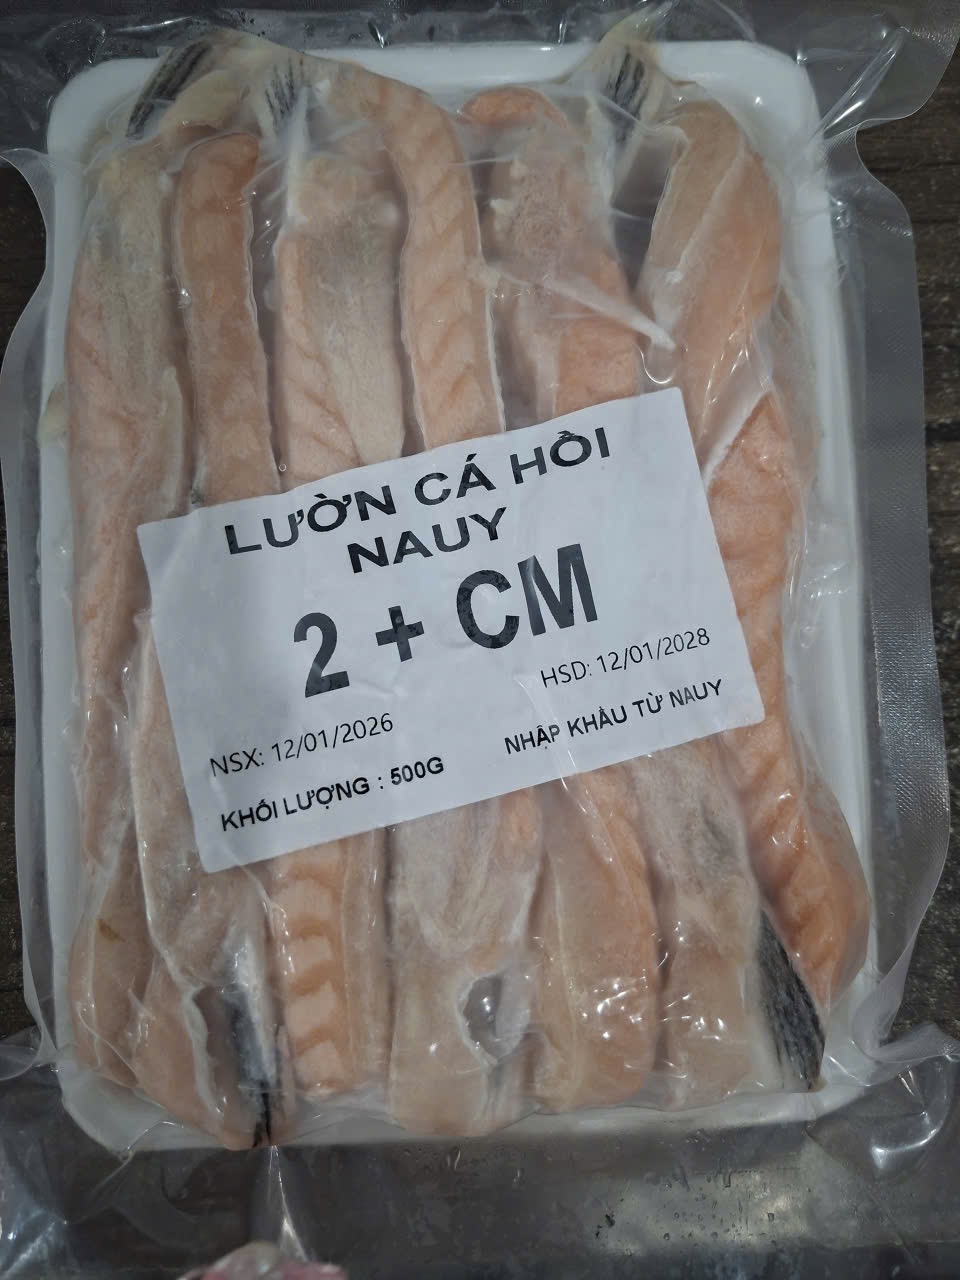 LƯỜN CÁ HỒI
NAUY
2 + CM
NSX: 12/01/2026
HSD: 12/01/2028
KHỐI LƯỢNG : 500G
NHẬP KHẨU TỪ NAUY